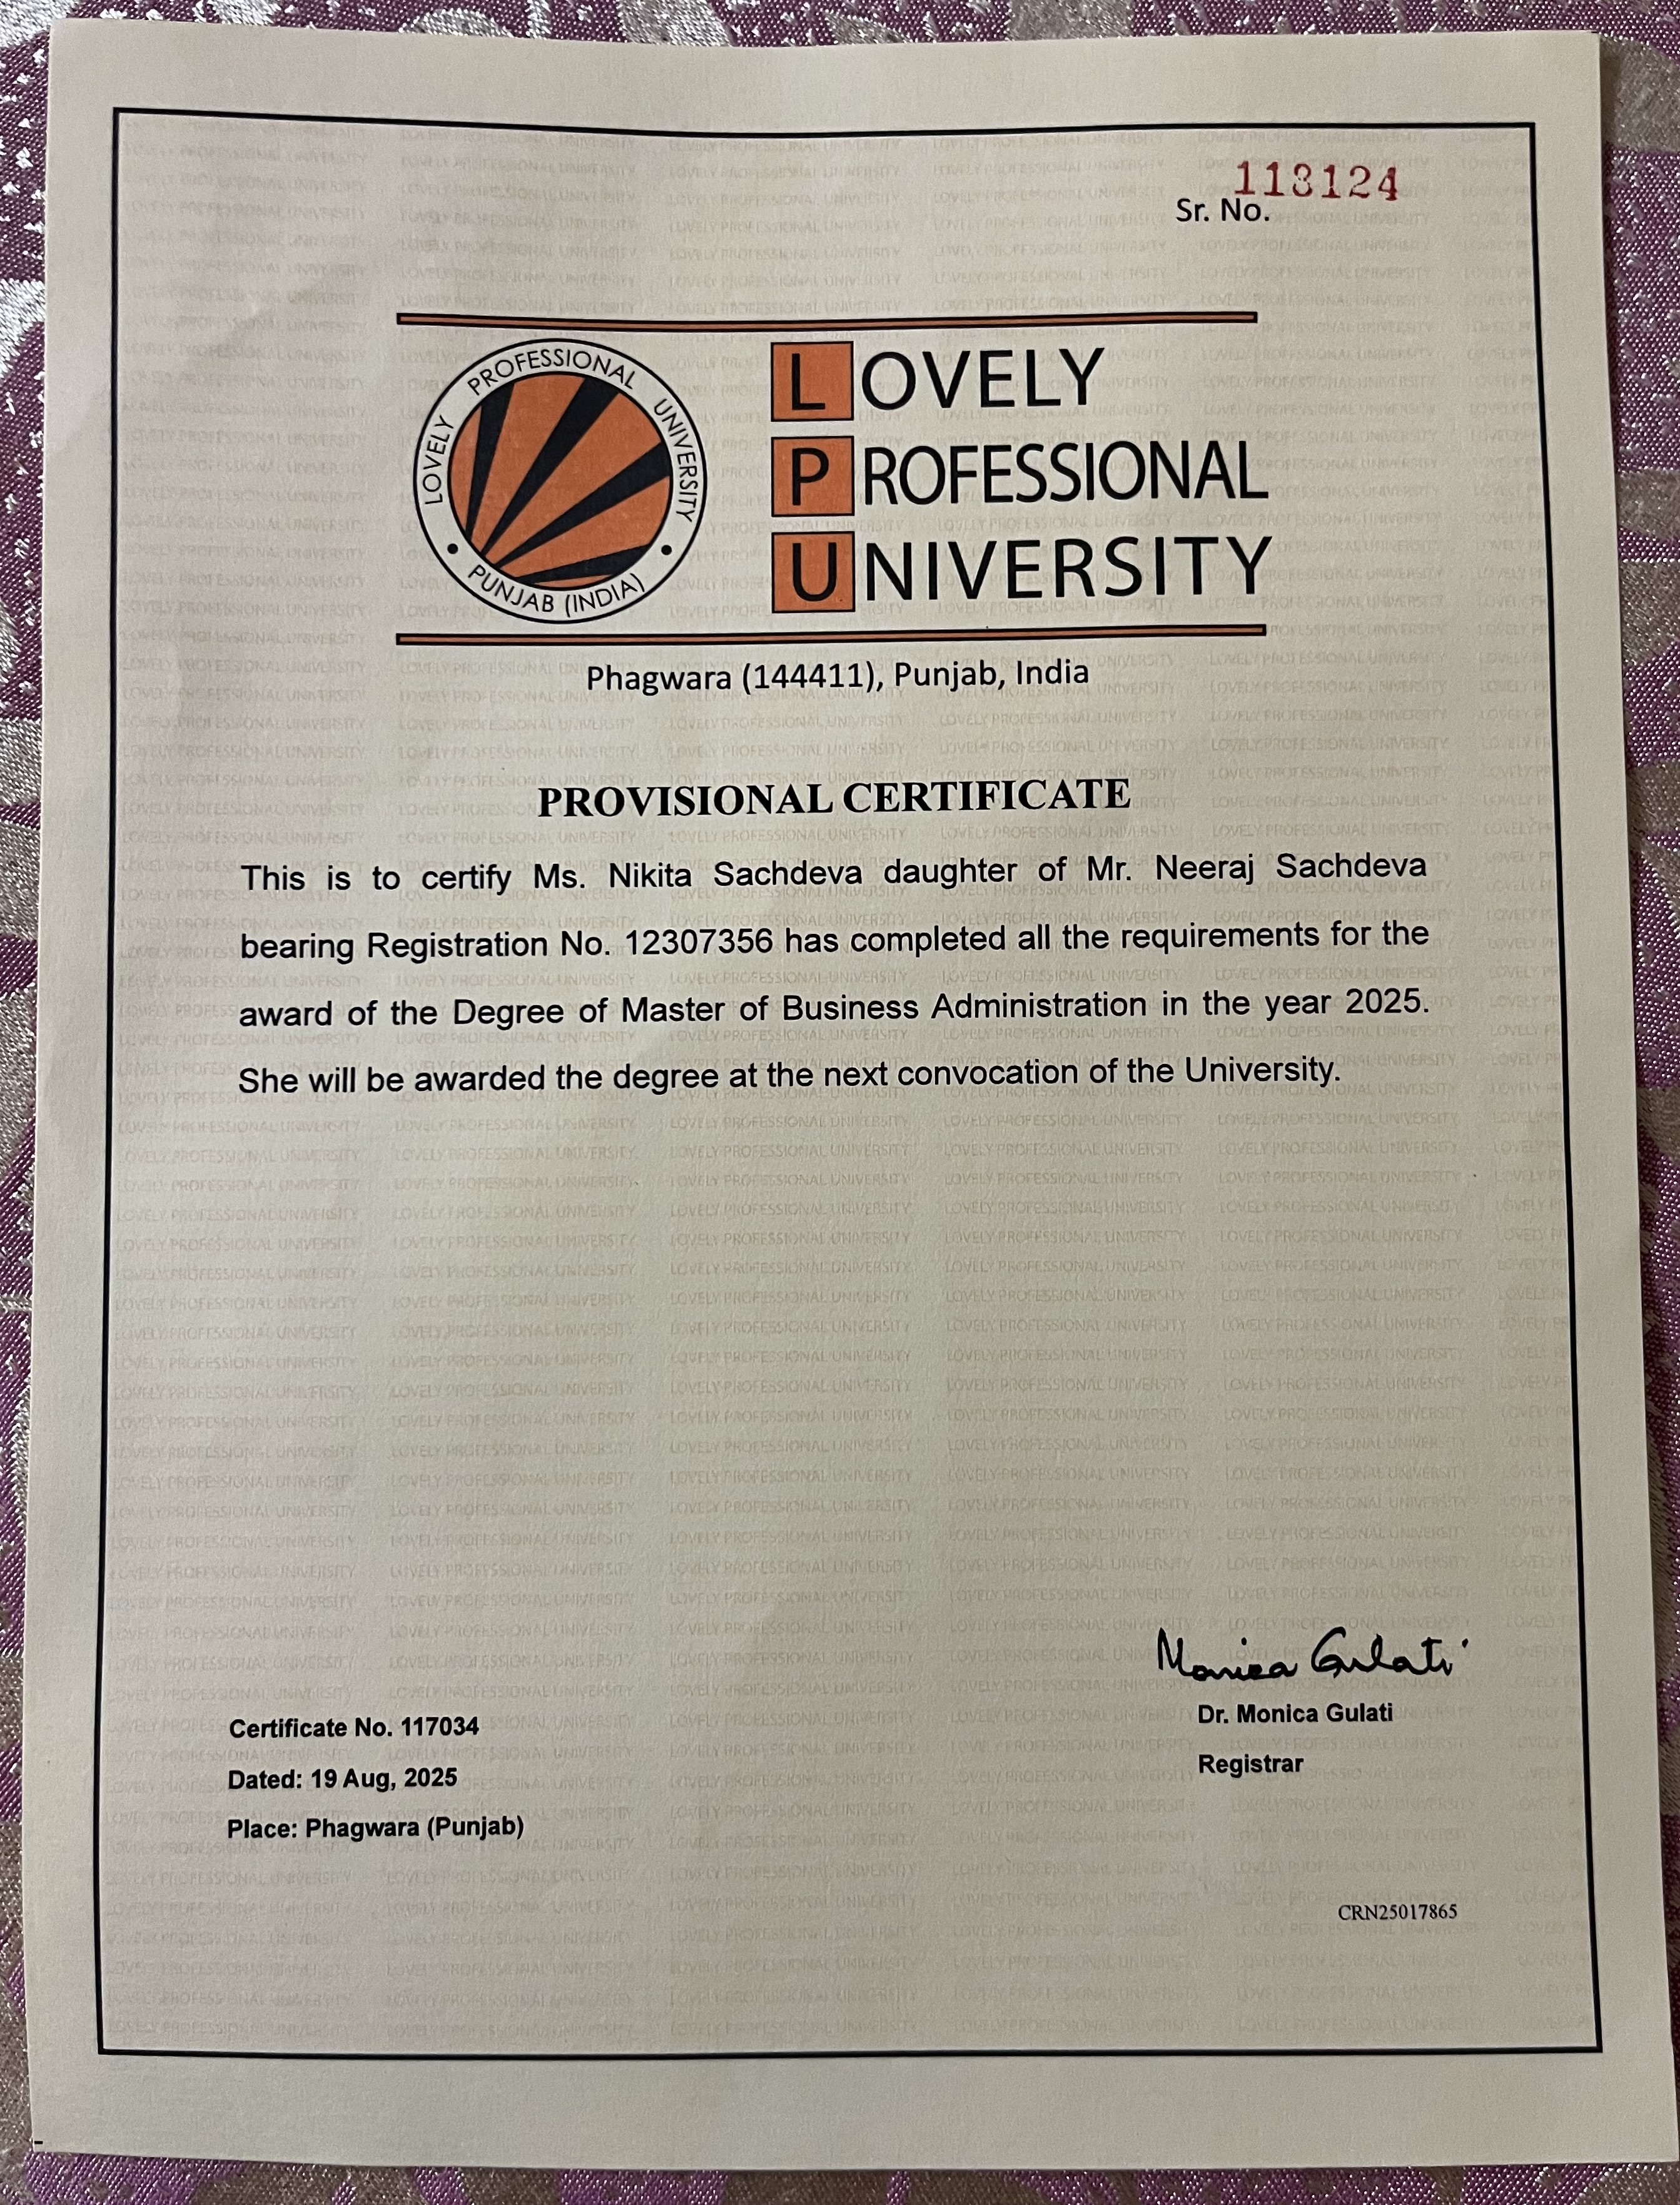 113124
Sr. No.
LOVELY PROFESSIONAL UNIVERSITY
PUNJAB (INDIA)
LOVELY
PROFESSIONAL
UNIVERSITY
Phagwara (144411), Punjab, India
PROVISIONAL CERTIFICATE
This is to certify Ms. Nikita Sachdeva daughter of Mr. Neeraj Sachdeva
bearing Registration No. 12307356 has completed all the requirements for the
award of the Degree of Master of Business Administration in the year 2025.
She will be awarded the degree at the next convocation of the University.
Monica Gulati
Dr. Monica Gulati
Registrar
Certificate No. 117034
Dated: 19 Aug, 2025
Place: Phagwara (Punjab)
CRN25017865